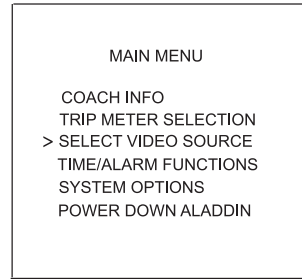 MAIN MENU
COACH INFO
TRIP METER SELECTION
> SELECT VIDEO SOURCE
TIME/ALARM FUNCTIONS
SYSTEM OPTIONS
POWER DOWN ALADDIN